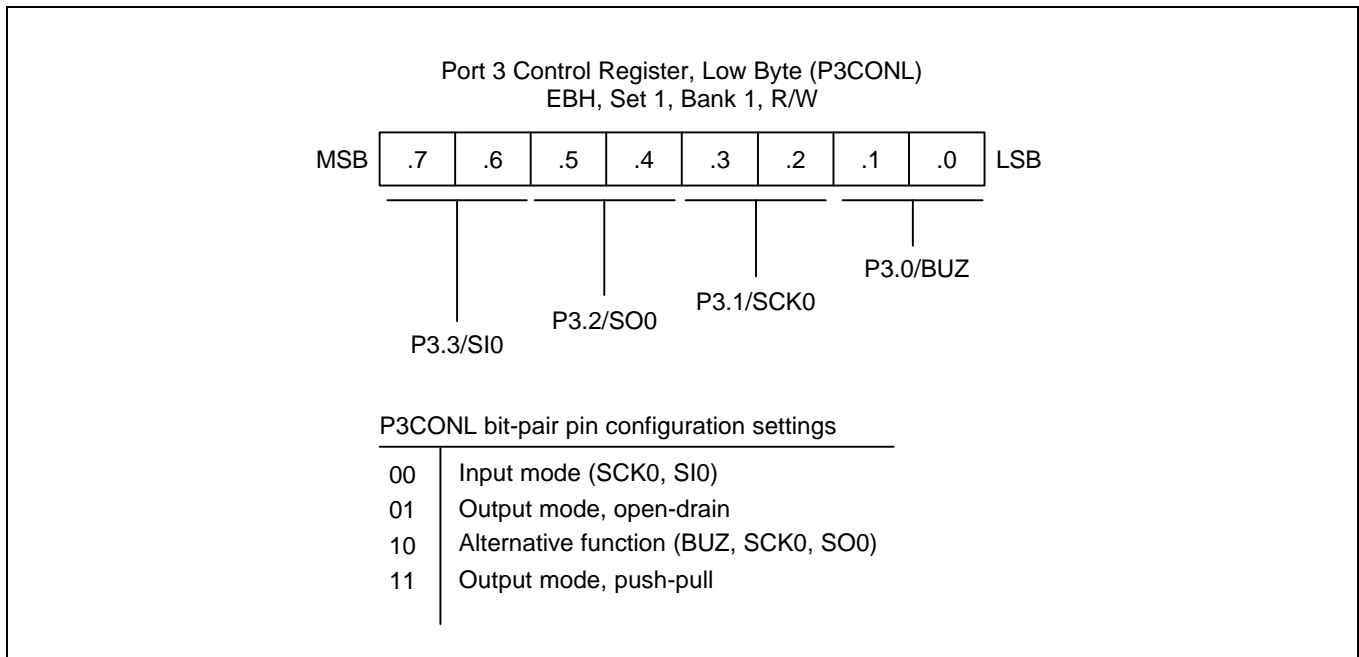 Port 3 Control Register, Low Byte (P3CONL)
EBH, Set 1, Bank 1, R/W
MSB .7 .6 .5 .4 .3 .2 .1 .0 LSB
P3.0/BUZ
P3.1/SCK0
P3.2/SO0
P3.3/SI0
P3CONL bit-pair pin configuration settings
00 Input mode (SCK0, SI0)
01 Output mode, open-drain
10 Alternative function (BUZ, SCK0, SO0)
11 Output mode, push-pull